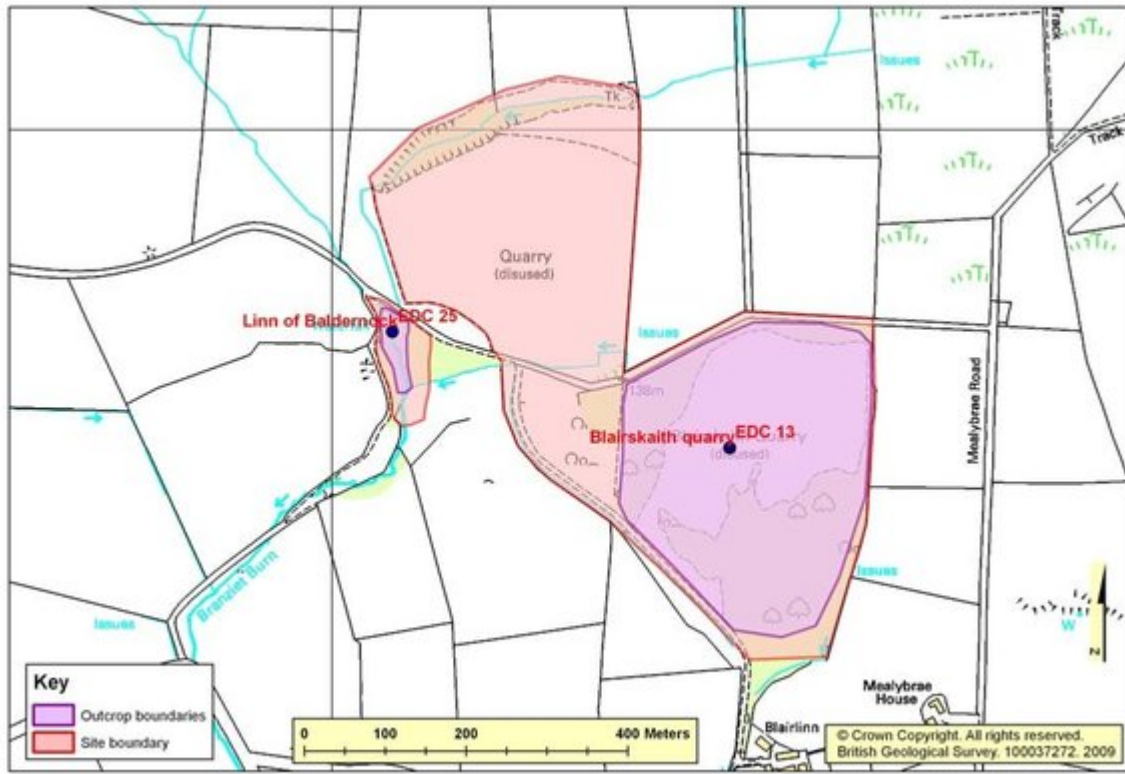 Track
Issues
Tk
Track
Quarry
(disused)
Linn of Baldernock
EDC 25
Issues
138m
Mealybrae Road
Blairskaith quarry
EDC 13
(disused)
Issues
Branziet Burn
Issues
W
N
Key
Outcrop boundaries
Site boundary
0 100 200 400 Meters
Mealybrae
House
Blairlinn
© Crown Copyright. All rights reserved.
British Geological Survey. 100037272. 2009